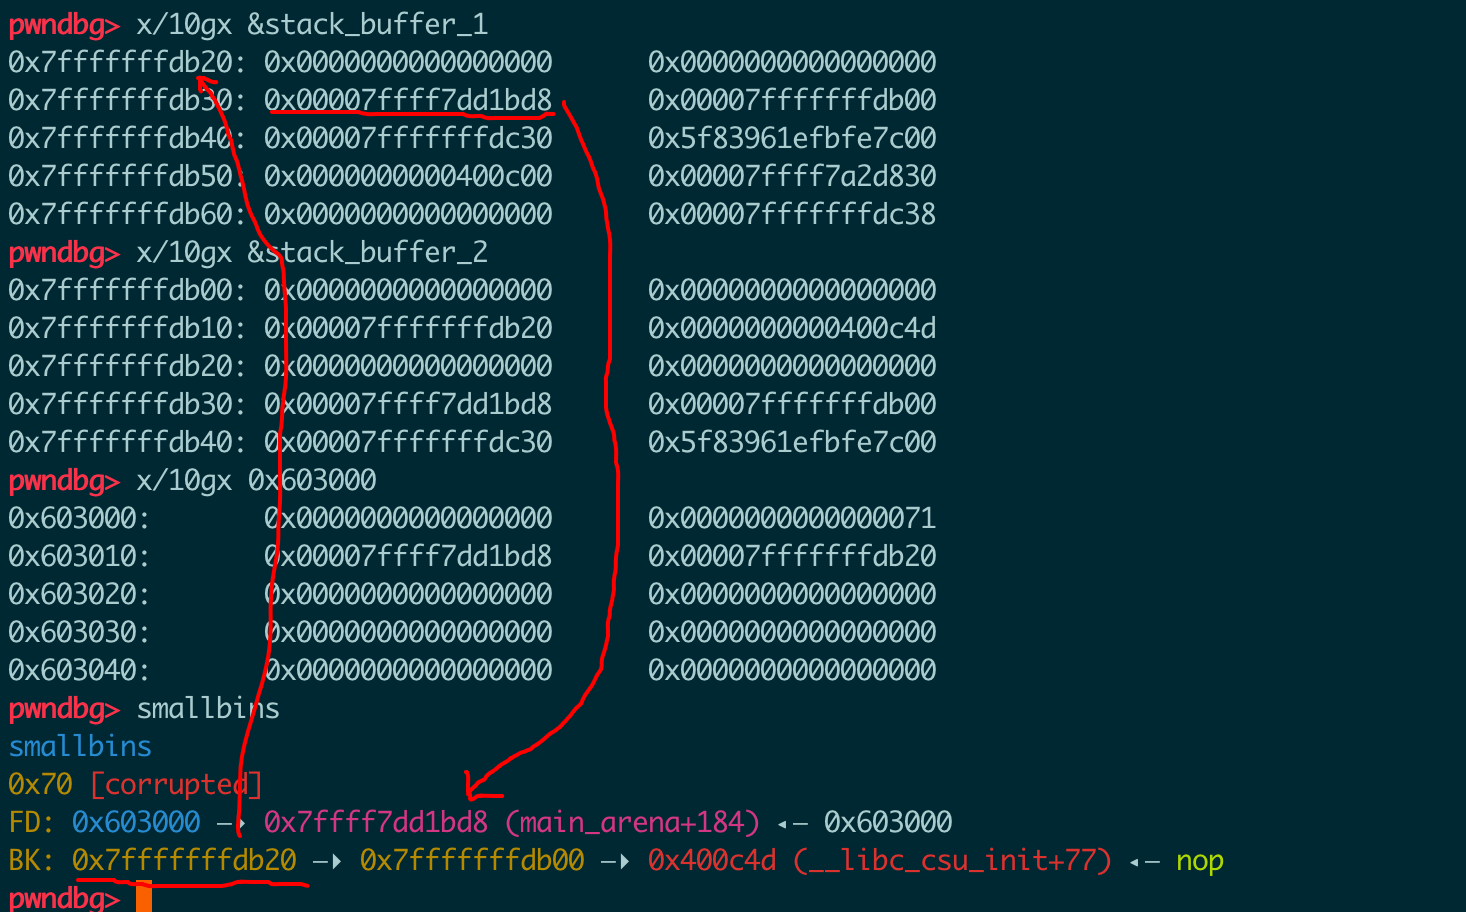 pwndbg> x/10gx &stack_buffer_1
0x7fffffffdb20: 0x0000000000000000 0x0000000000000000
0x7fffffffdb30: 0x00007ffff7dd1bd8 0x00007fffffffdb00
0x7fffffffdb40: 0x00007fffffffdc30 0x5f83961efbfe7c00
0x7fffffffdb50: 0x0000000000400c00 0x00007ffff7a2d830
0x7fffffffdb60: 0x0000000000000000 0x00007fffffffdc38
pwndbg> x/10gx &stack_buffer_2
0x7fffffffdb00: 0x0000000000000000 0x0000000000000000
0x7fffffffdb10: 0x00007fffffffdb20 0x0000000000400c4d
0x7fffffffdb20: 0x0000000000000000 0x0000000000000000
0x7fffffffdb30: 0x00007ffff7dd1bd8 0x00007fffffffdb00
0x7fffffffdb40: 0x00007fffffffdc30 0x5f83961efbfe7c00
pwndbg> x/10gx 0x603000
0x603000: 0x0000000000000000 0x0000000000000071
0x603010: 0x00007ffff7dd1bd8 0x00007fffffffdb20
0x603020: 0x0000000000000000 0x0000000000000000
0x603030: 0x0000000000000000 0x0000000000000000
0x603040: 0x0000000000000000 0x0000000000000000
pwndbg> smallbins
smallbins
0x70 [corrupted]
FD: 0x603000 —▸ 0x7ffff7dd1bd8 (main_arena+184) ◂— 0x603000
BK: 0x7fffffffdb20 —▸ 0x7fffffffdb00 —▸ 0x400c4d (__libc_csu_init+77) ◂— nop
pwndbg>